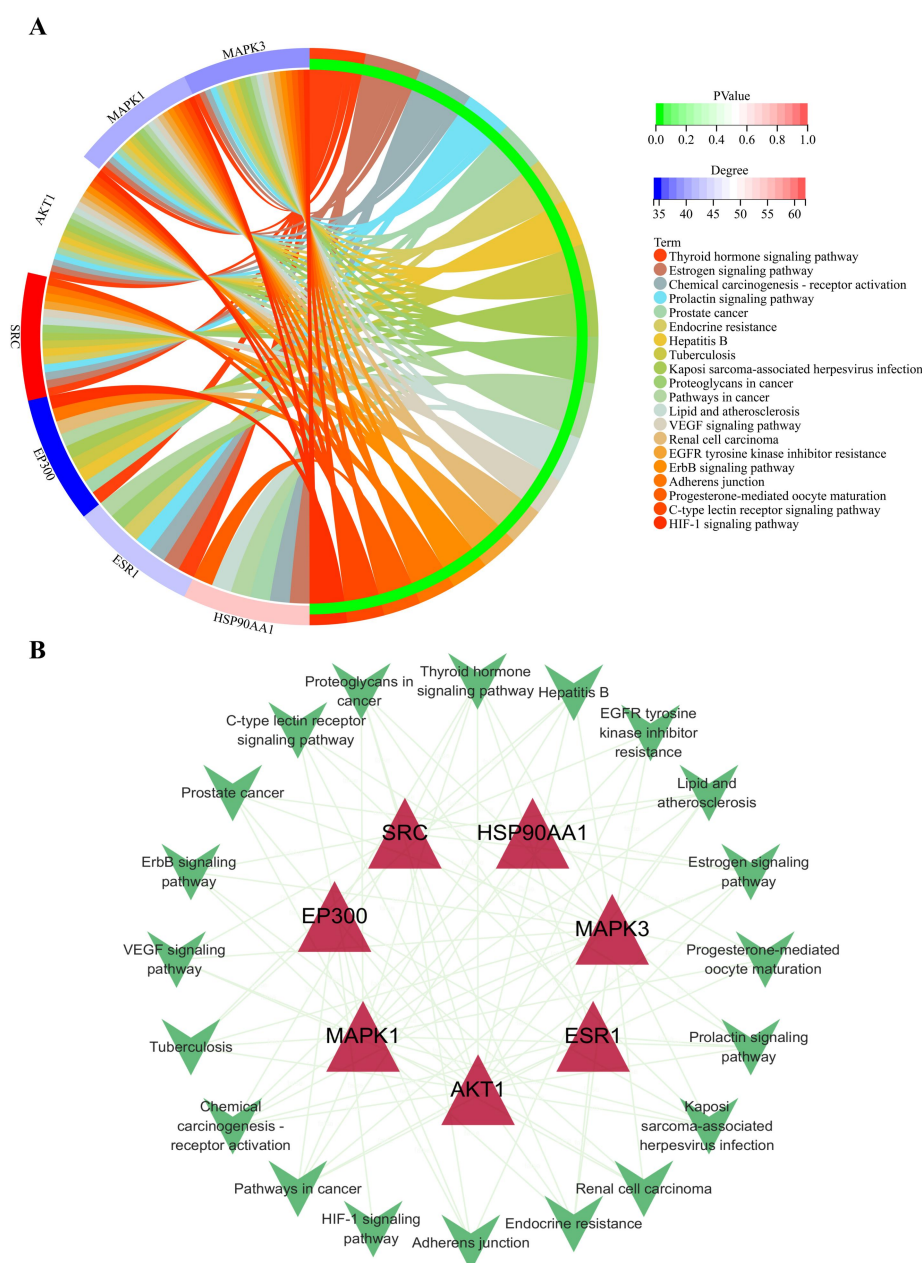 A
MAPK3
MAPK1
AKT1
SRC
EP300
ESR1
HSP90AA1
PValue
0.0 0.2 0.4 0.6 0.8 1.0
Degree
35 40 45 50 55 60
Term
Thyroid hormone signaling pathway
Estrogen signaling pathway
Chemical carcinogenesis - receptor activation
Prolactin signaling pathway
Prostate cancer
Endocrine resistance
Hepatitis B
Tuberculosis
Kaposi sarcoma-associated herpesvirus infection
Proteoglycans in cancer
Pathways in cancer
Lipid and atherosclerosis
VEGF signaling pathway
Renal cell carcinoma
EGFR tyrosine kinase inhibitor resistance
ErbB signaling pathway
Adherens junction
Progesterone-mediated oocyte maturation
C-type lectin receptor signaling pathway
HIF-1 signaling pathway
B
Proteoglycans in
cancer
Thyroid hormone
signaling pathway
Hepatitis B
C-type lectin receptor
signaling pathway
EGFR tyrosine
kinase inhibitor
resistance
Prostate cancer
Lipid and
atherosclerosis
SRC
HSP90AA1
ErbB signaling
pathway
Estrogen signaling
pathway
EP300
MAPK3
VEGF signaling
pathway
Progesterone-mediated
oocyte maturation
MAPK1
ESR1
Tuberculosis
Prolactin signaling
pathway
AKT1
Chemical
carcinogenesis -
receptor activation
Kaposi
sarcoma-associated
herpesvirus infection
Pathways in cancer
Renal cell carcinoma
HIF-1 signaling
pathway
Adherens junction
Endocrine resistance